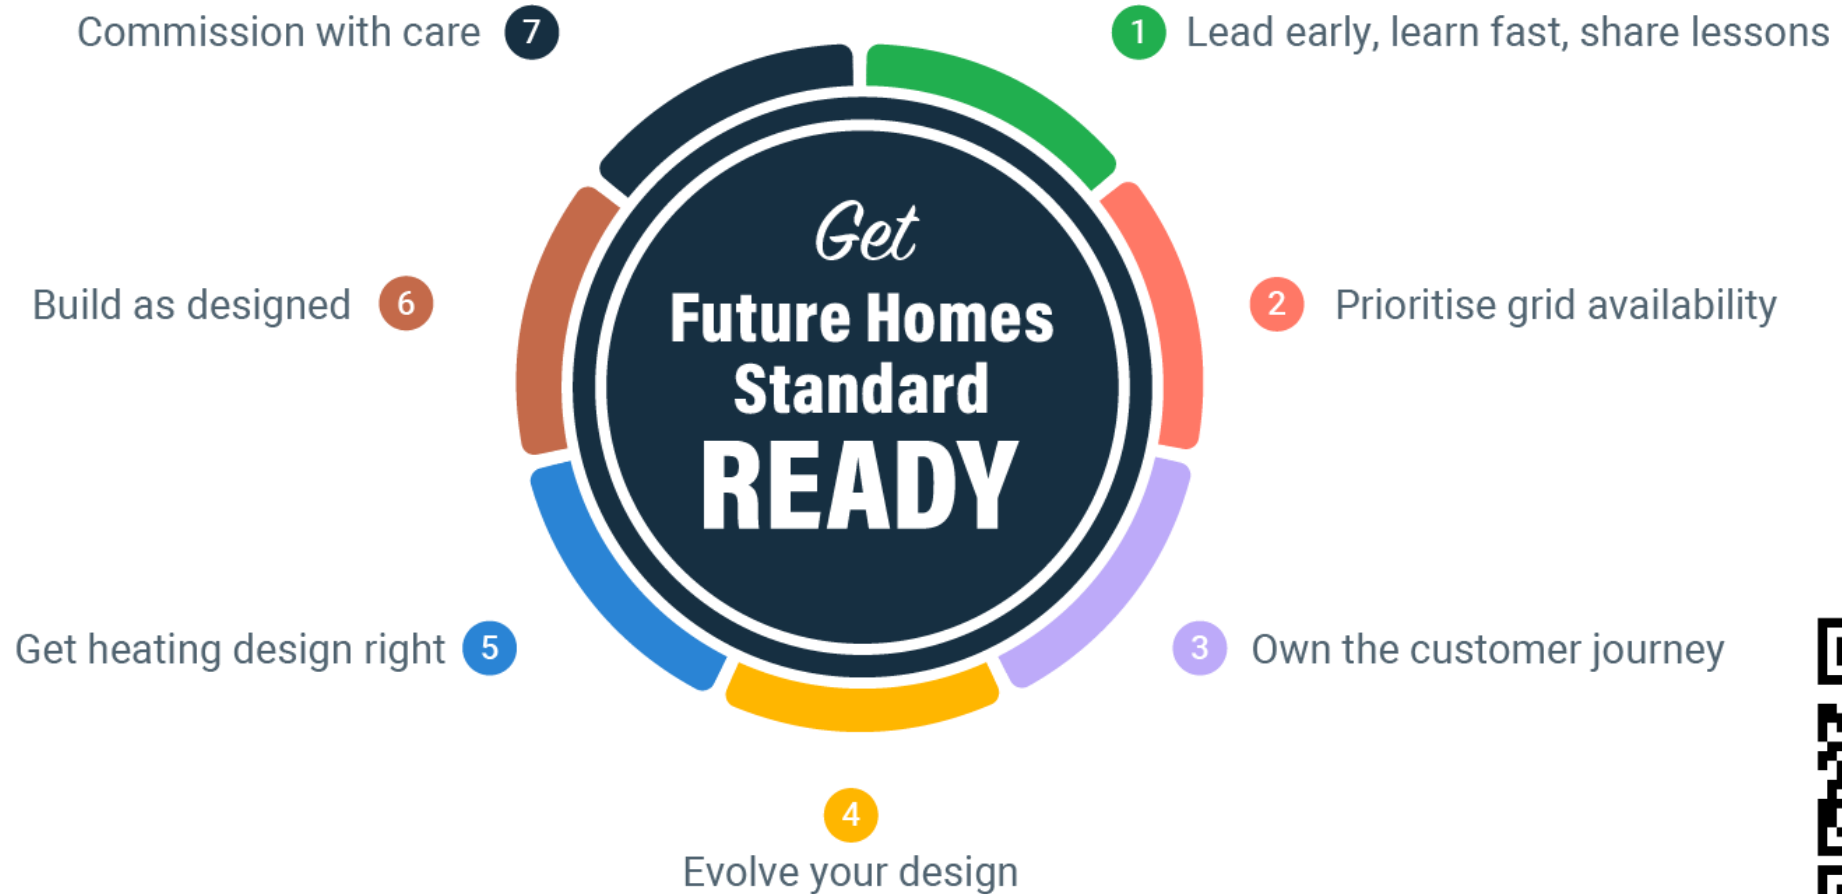 Get
Future Homes
Standard
READY
1 Lead early, learn fast, share lessons
2 Prioritise grid availability
3 Own the customer journey
4
Evolve your design
Get heating design right 5
Build as designed 6
Commission with care 7